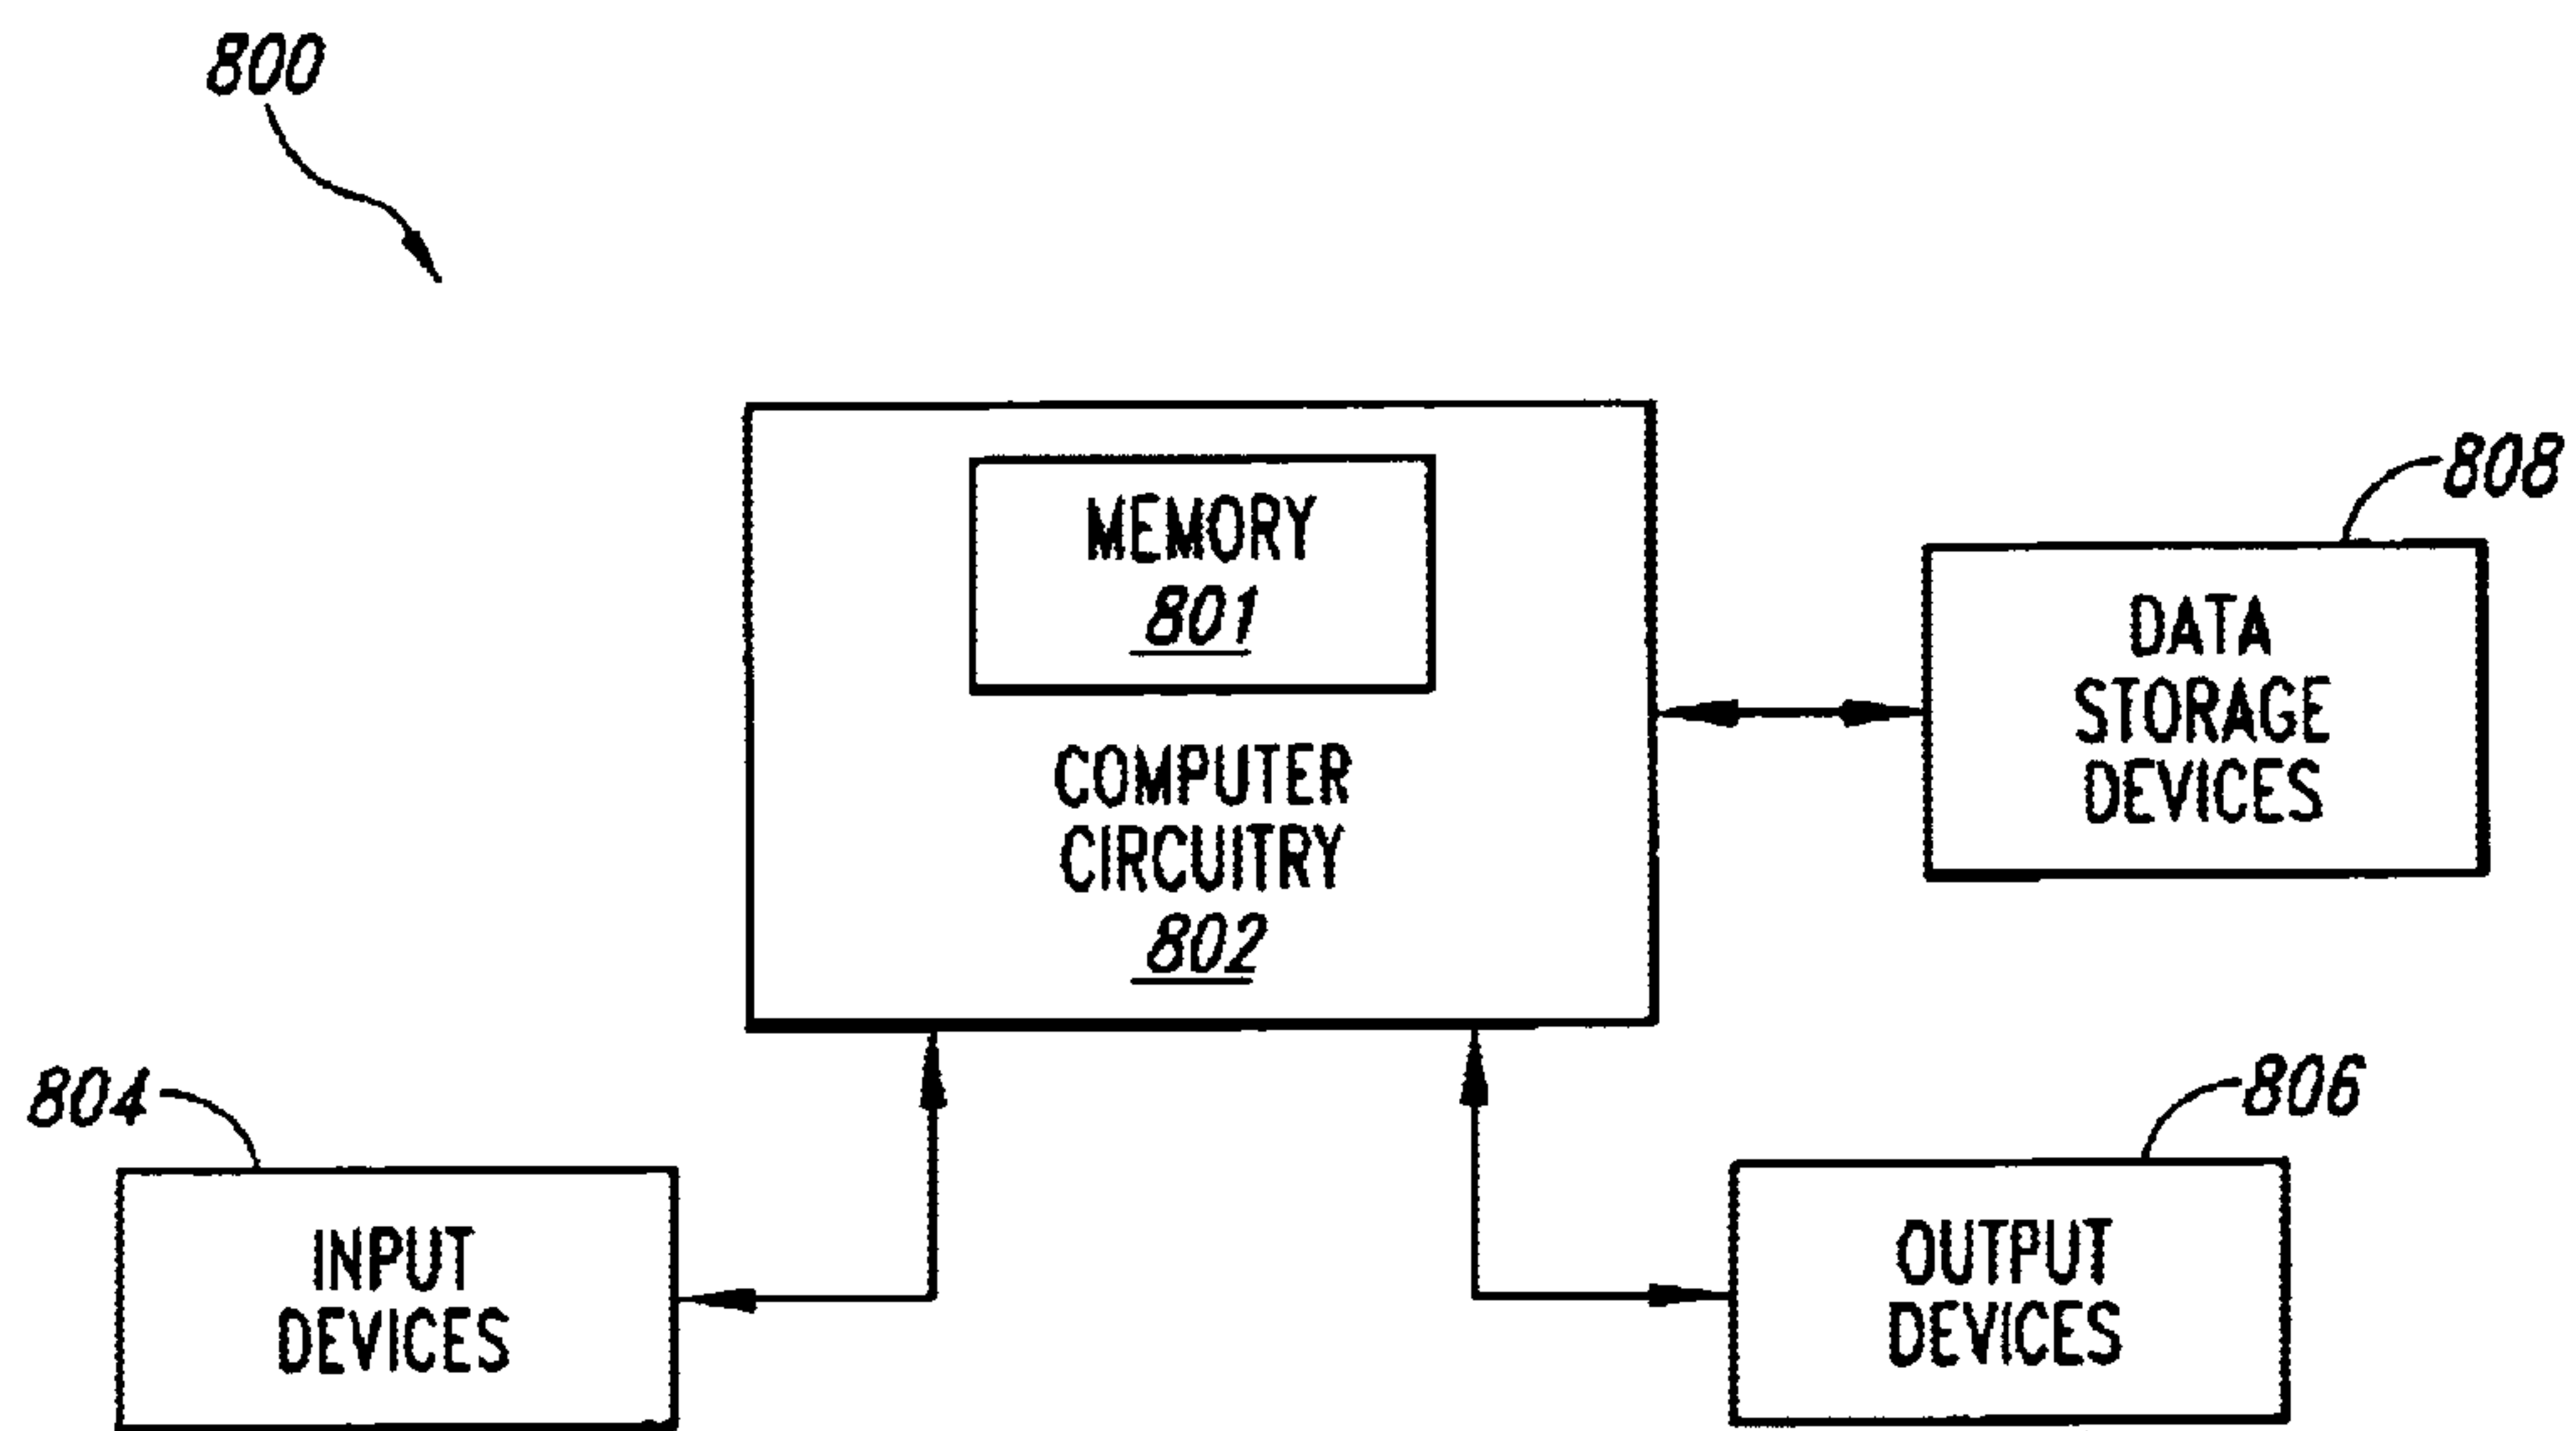 800
MEMORY
801
COMPUTER
CIRCUITRY
802
808
DATA
STORAGE
DEVICES
804
INPUT
DEVICES
806
OUTPUT
DEVICES